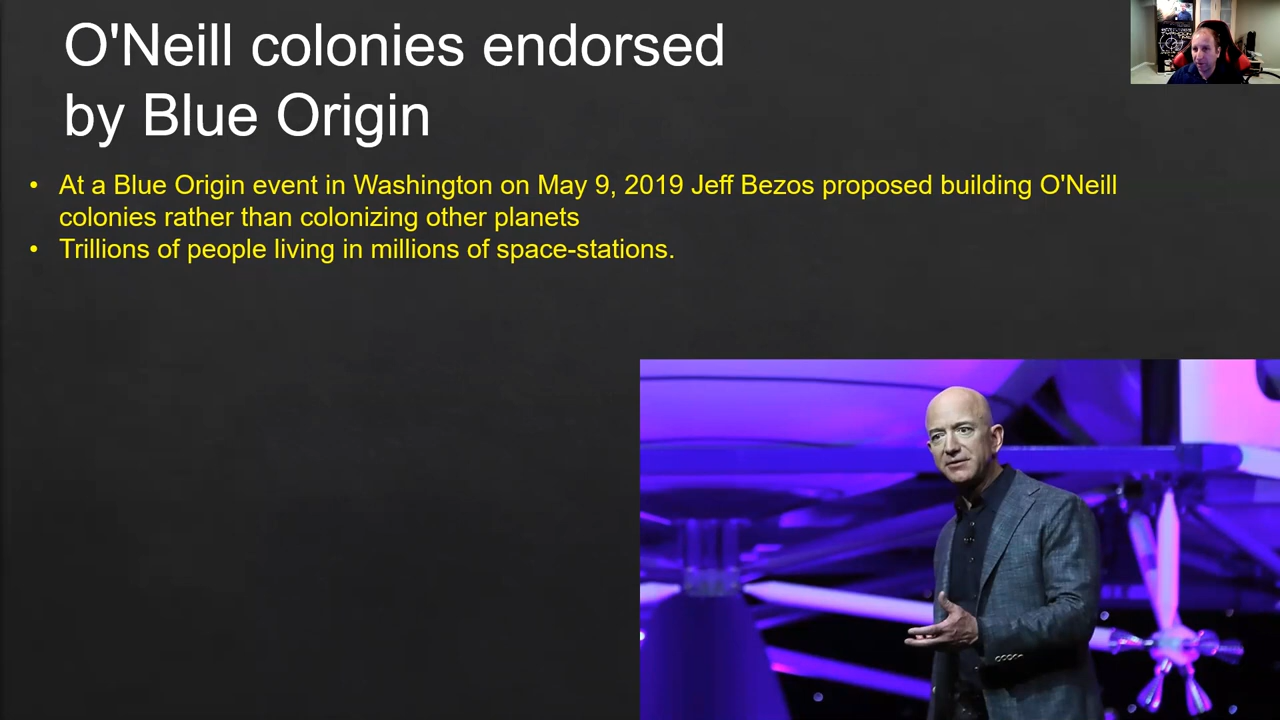 O'Neill colonies endorsed
by Blue Origin
• At a Blue Origin event in Washington on May 9, 2019 Jeff Bezos proposed building O'Neill
colonies rather than colonizing other planets
• Trillions of people living in millions of space-stations.